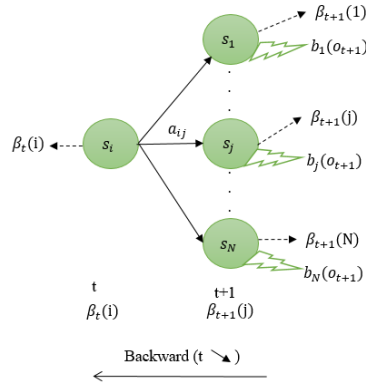 β_{t+1}(1)
s_1
b_1(o_{t+1})
. . .
β_{t+1}(j)
a_{ij}
β_t(i)
s_i
s_j
b_j(o_{t+1})
. . .
s_N
β_{t+1}(N)
b_N(o_{t+1})
t t+1
β_t(i) β_{t+1}(j)
Backward (t ↘ )